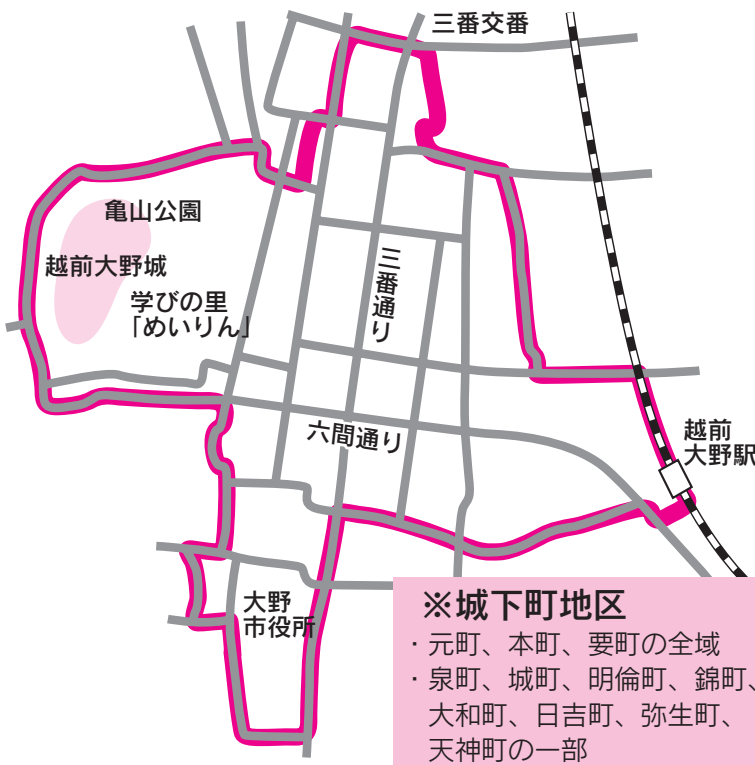 三番交番
亀山公園
越前大野城
学びの里
「めいりん」
三番通り
六間通り
越前
大野駅
大野
市役所
※城下町地区
・元町、本町、要町の全域
・泉町、城町、明倫町、錦町、
大和町、日吉町、弥生町、
天神町の一部